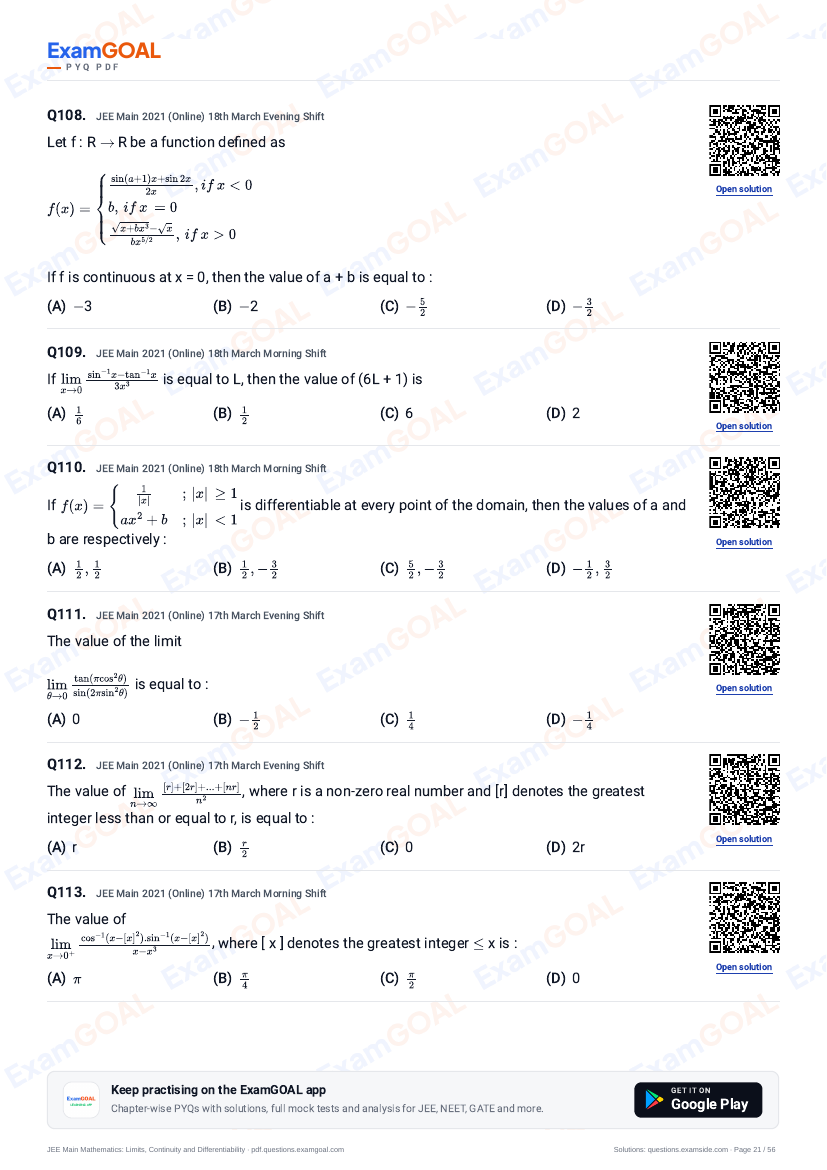 ExamGOAL
PYQ PDF
Q108. JEE Main 2021 (Online) 18th March Evening Shift
Open solution
Let f : R → R be a function defined as
f(x) = { (sin(a+1)x+sin 2x)/(2x), if x < 0
b, if x = 0
(√(x+bx³)−√x)/(bx^(5/2)), if x > 0
If f is continuous at x = 0, then the value of a + b is equal to :
(A) −3 (B) −2 (C) −5/2 (D) −3/2
Q109. JEE Main 2021 (Online) 18th March Morning Shift
Open solution
If lim x→0 (sin⁻¹x−tan⁻¹x)/(3x³) is equal to L, then the value of (6L + 1) is
(A) 1/6 (B) 1/2 (C) 6 (D) 2
Q110. JEE Main 2021 (Online) 18th March Morning Shift
Open solution
If f(x) = { 1/|x| ; |x| ≥ 1
ax² + b ; |x| < 1 is differentiable at every point of the domain, then the values of a and
b are respectively :
(A) 1/2, 1/2 (B) 1/2, −3/2 (C) 5/2, −3/2 (D) −1/2, 3/2
Q111. JEE Main 2021 (Online) 17th March Evening Shift
Open solution
The value of the limit
lim θ→0 tan(πcos²θ)/sin(2πsin²θ) is equal to :
(A) 0 (B) −1/2 (C) 1/4 (D) −1/4
Q112. JEE Main 2021 (Online) 17th March Evening Shift
Open solution
The value of lim n→∞ ([r]+[2r]+...+[nr])/n², where r is a non-zero real number and [r] denotes the greatest
integer less than or equal to r, is equal to :
(A) r (B) r/2 (C) 0 (D) 2r
Q113. JEE Main 2021 (Online) 17th March Morning Shift
Open solution
The value of
lim x→0⁺ (cos⁻¹(x−[x]²).sin⁻¹(x−[x]²))/(x−x³), where [ x ] denotes the greatest integer ≤ x is :
(A) π (B) π/4 (C) π/2 (D) 0
Keep practising on the ExamGOAL app
Chapter-wise PYQs with solutions, full mock tests and analysis for JEE, NEET, GATE and more.
GET IT ON
Google Play
JEE Main Mathematics: Limits, Continuity and Differentiability · pdf.questions.examgoal.com
Solutions: questions.examside.com · Page 21 / 56